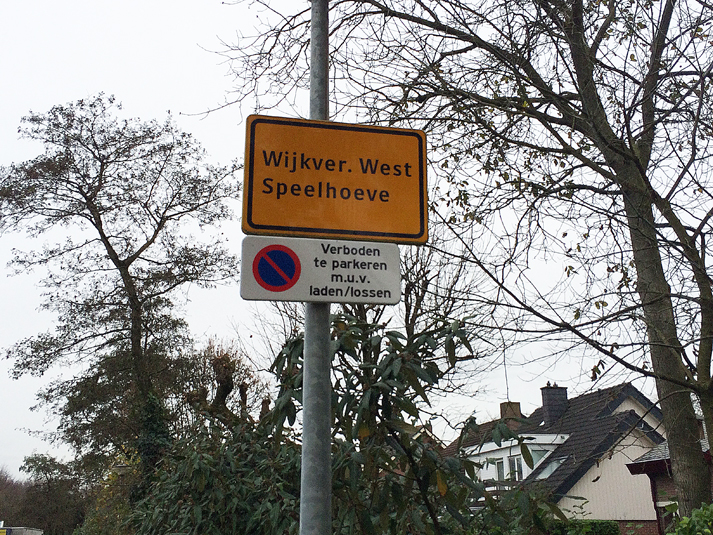 Wijkver. West
Speelhoeve
Verboden
te parkeren
m.u.v.
laden/lossen